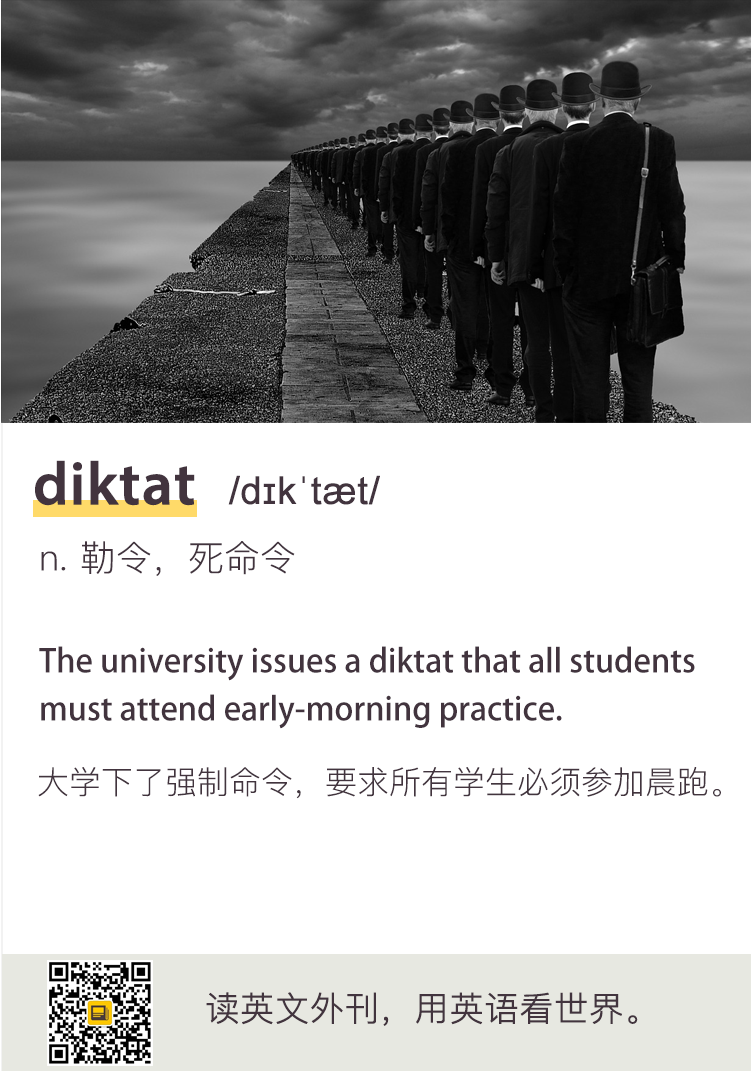 diktat /dɪkˈtæt/
n. 勒令，死命令
The university issues a diktat that all students
must attend early-morning practice.
大学下了强制命令，要求所有学生必须参加晨跑。
读英文外刊，用英语看世界。